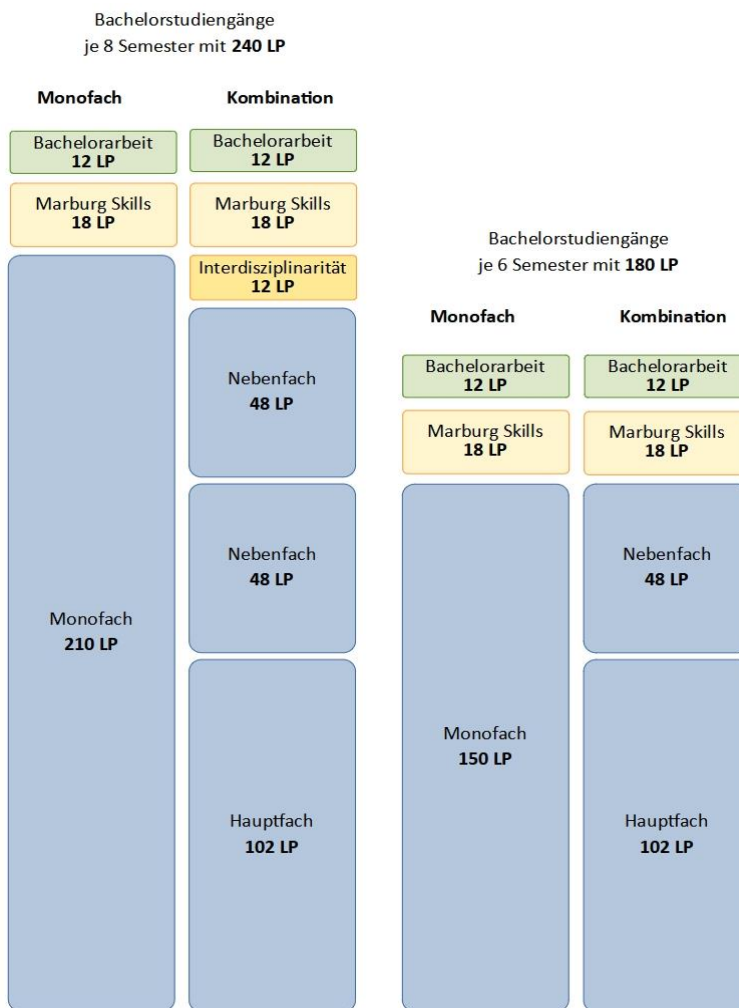 Bachelorstudiengänge
je 8 Semester mit 240 LP
Monofach
Kombination
Bachelorarbeit
12 LP
Marburg Skills
18 LP
Monofach
210 LP
Bachelorarbeit
12 LP
Marburg Skills
18 LP
Interdisziplinarität
12 LP
Nebenfach
48 LP
Nebenfach
48 LP
Hauptfach
102 LP
Bachelorstudiengänge
je 6 Semester mit 180 LP
Monofach
Kombination
Bachelorarbeit
12 LP
Marburg Skills
18 LP
Monofach
150 LP
Bachelorarbeit
12 LP
Marburg Skills
18 LP
Nebenfach
48 LP
Hauptfach
102 LP